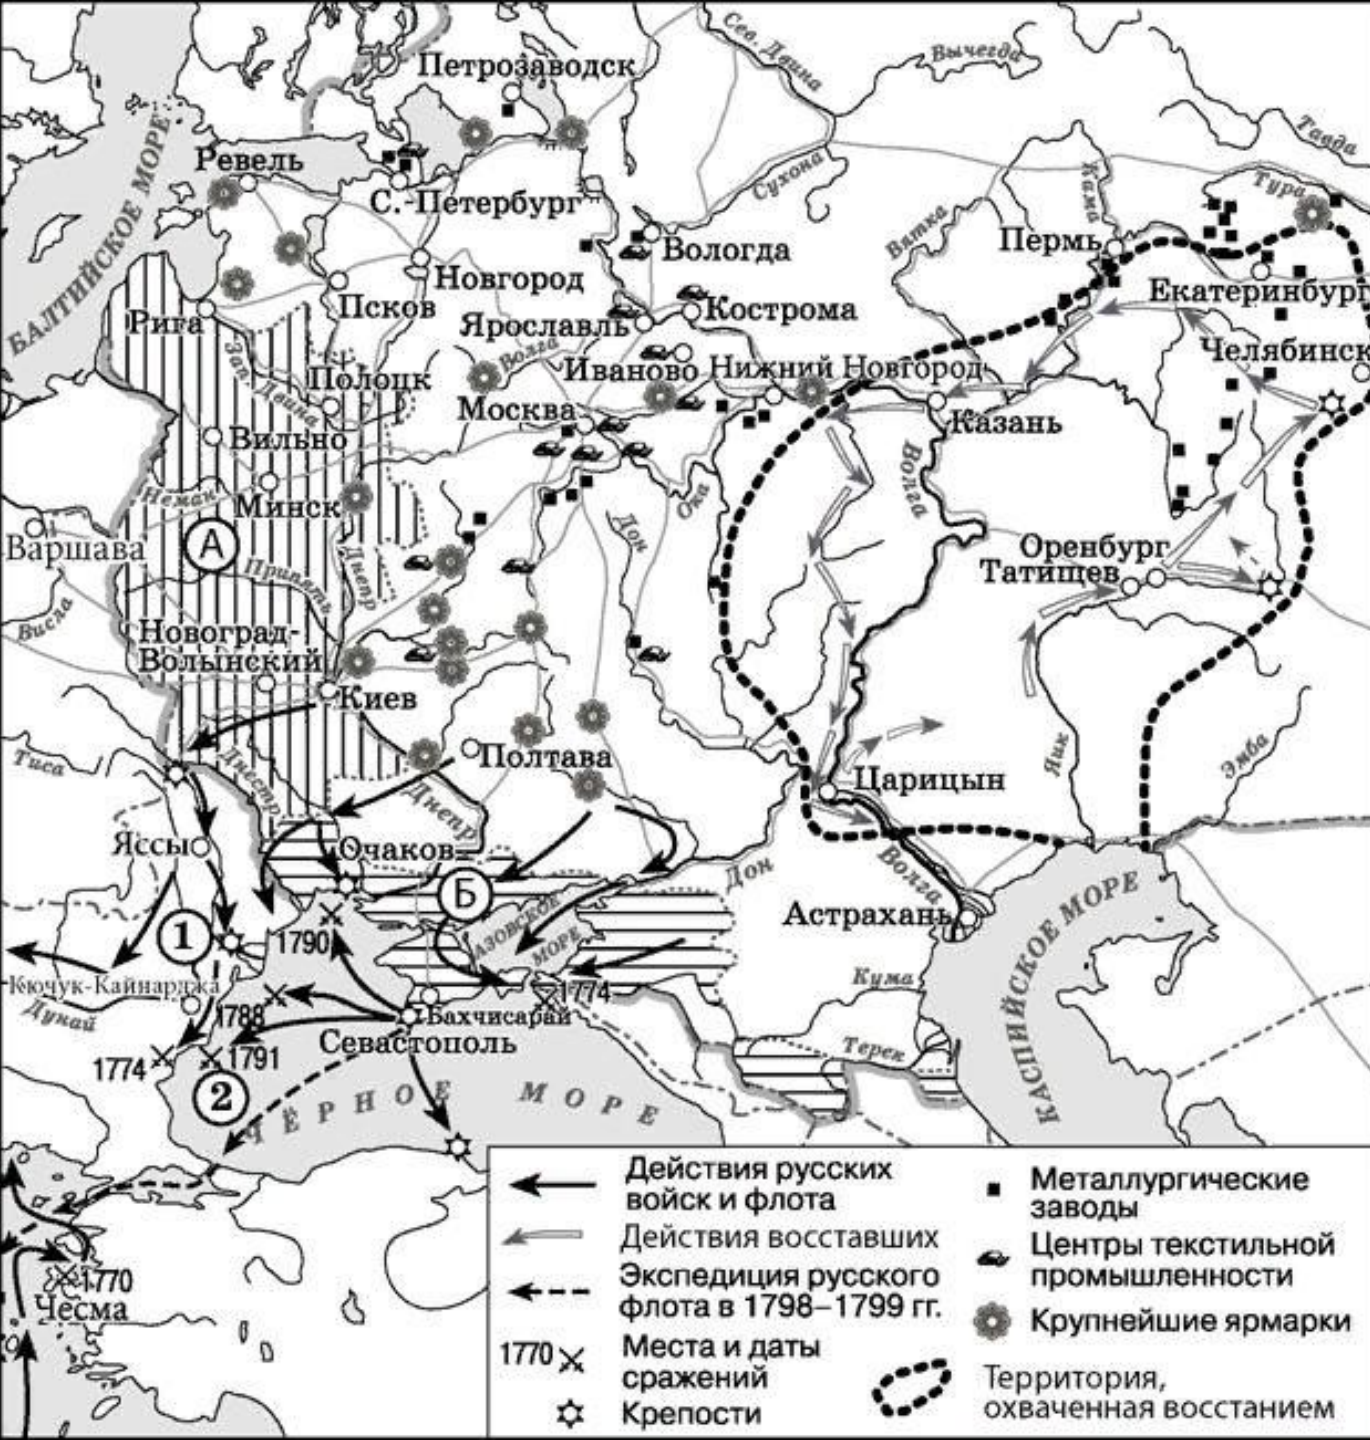 Сев. Двина
Вычегда
Петрозаводск
Тавда
БАЛТИЙСКОЕ МОРЕ
Ревель
Сухона
Кама
Тура
С.-Петербург
Вятка
Пермь
Вологда
Новгород
Псков
Екатеринбург
Рига
Ярославль
Кострома
Волга
Зап. Двина
Челябинск
Иваново
Нижний Новгород
Полоцк
Москва
Казань
Вильно
Волга
Неман
Минск
Ока
Дон
Варшава
А
Оренбург
Татищев
Припять
Днепр
Висла
Новоград-
Волынский
Киев
Полтава
Тиса
Днестр
Яик
Эмба
Царицын
Днепр
Яссы
Очаков
Дон
Волга
Б
Астрахань
АЗОВСКОЕ
МОРЕ
1
1790
КАСПИЙСКОЕ МОРЕ
Кючук-Кайнарджа
Кума
1774
Дунай
1788
Бахчисарай
Севастополь
1774
1791
Терек
2
ЧЁРНОЕ МОРЕ
1770
Чесма
Действия русских
войск и флота
Действия восставших
Экспедиция русского
флота в 1798–1799 гг.
1770
Места и даты
сражений
Крепости
Металлургические
заводы
Центры текстильной
промышленности
Крупнейшие ярмарки
Территория,
охваченная восстанием